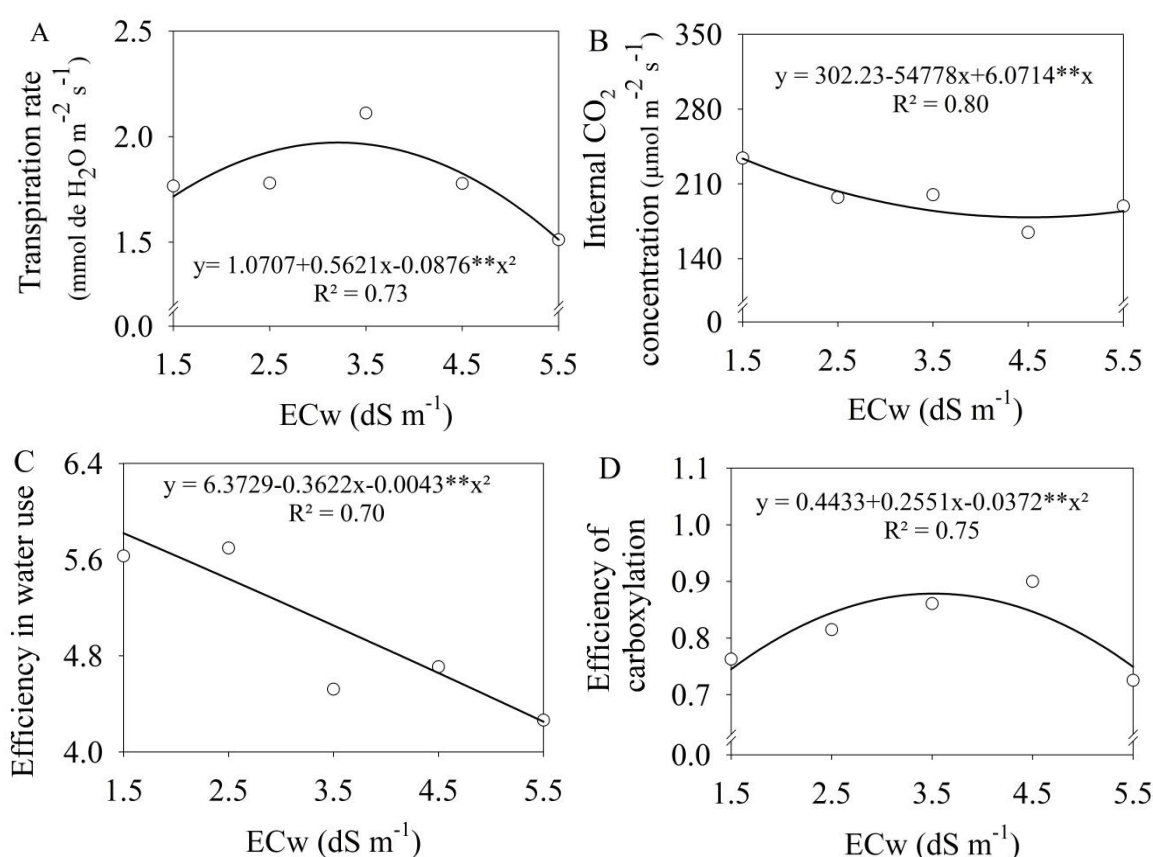 A
Transpiration rate
(mmol de H₂O m⁻² s⁻¹)
2.5
2.0
1.5
0.0
y= 1.0707+0.5621x-0.0876**x²
R² = 0.73
1.5 2.5 3.5 4.5 5.5
ECw (dS m⁻¹)
B
Internal CO₂
concentration (μmol m⁻² s⁻¹)
350
280
210
140
0
y = 302.23-54778x+6.0714**x
R² = 0.80
1.5 2.5 3.5 4.5 5.5
ECw (dS m⁻¹)
C
Efficiency in water use
6.4
5.6
4.8
4.0
y = 6.3729-0.3622x-0.0043**x²
R² = 0.70
1.5 2.5 3.5 4.5 5.5
ECw (dS m⁻¹)
D
Efficiency of
carboxylation
1.1
1.0
0.9
0.8
0.7
0.0
y = 0.4433+0.2551x-0.0372**x²
R² = 0.75
1.5 2.5 3.5 4.5 5.5
ECw (dS m⁻¹)